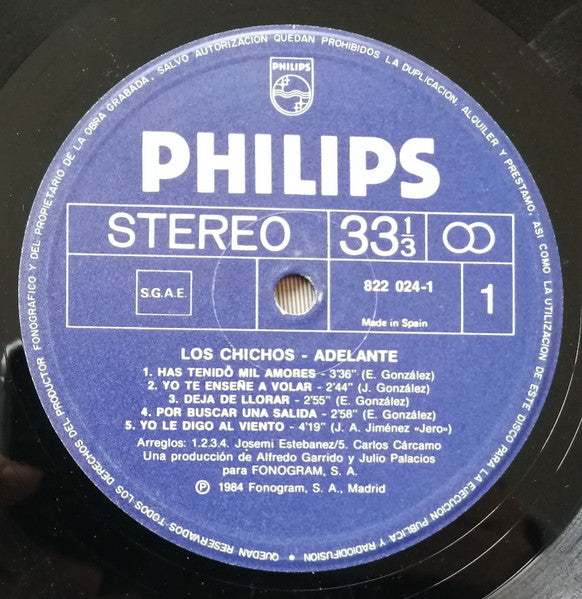 PHILIPS
PHILIPS
STEREO
33 1/3
S.G.A.E.
822 024-1
Made in Spain
1
LOS CHICHOS - ADELANTE
1. HAS TENIDO MIL AMORES - 3'36" (E. González)
2. YO TE ENSEÑE A VOLAR - 2'44" (J. González)
3. DEJA DE LLORAR - 2'55" (E. González)
4. POR BUSCAR UNA SALIDA - 2'58" (E. González)
5. YO LE DIGO AL VIENTO - 4'19" (J. A. Jiménez «Jero»)
Arreglos: 1.2.3.4. Josemi Estebanez/5. Carlos Cárcamo
Una producción de Alfredo Garrido y Julio Palacios
para FONOGRAM, S. A.
Ⓟ 1984 Fonogram, S. A., Madrid
QUEDAN RESERVADOS TODOS LOS DERECHOS DEL PRODUCTOR FONOGRAFICO Y DEL PROPIETARIO DE LA OBRA GRABADA, SALVO AUTORIZACION QUEDAN PROHIBIDOS LA DUPLICACION, ALQUILER Y PRESTAMO, ASI COMO LA UTILIZACION DE ESTE DISCO PARA LA EJECUCION PUBLICA Y RADIODIFUSION •